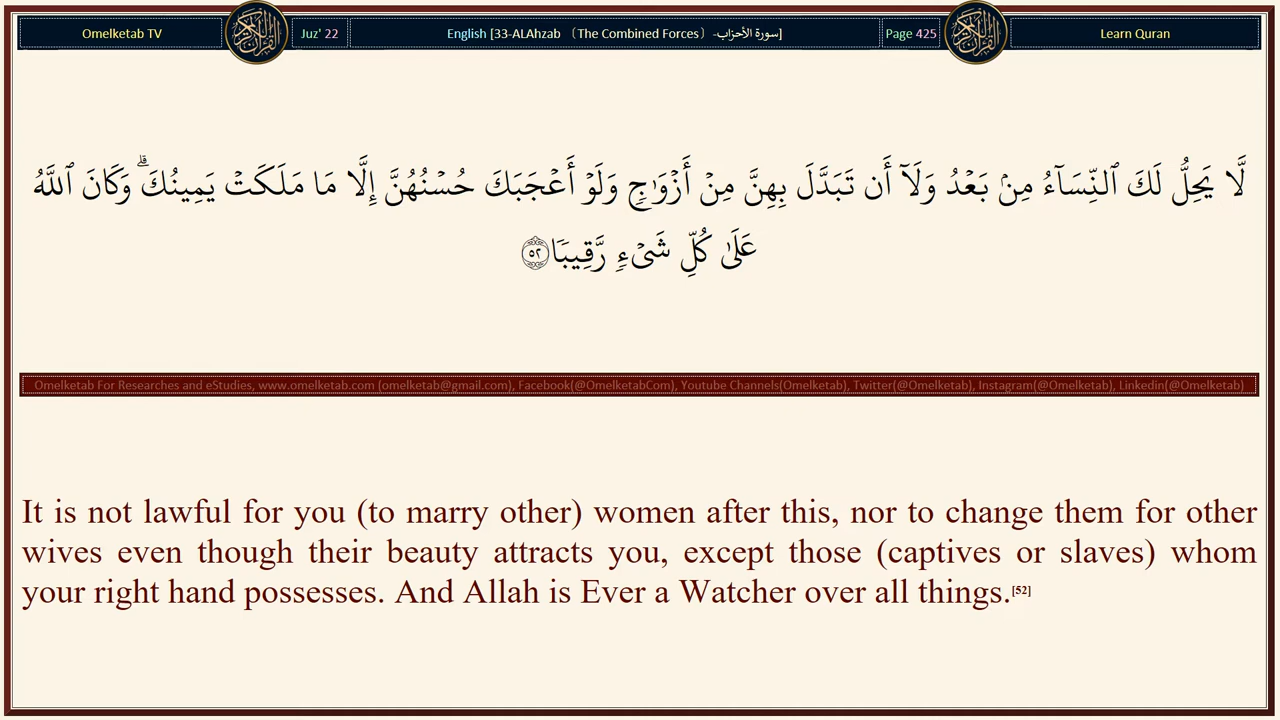 Omelketab TV
Juz' 22
English [33-ALAhzab （The Combined Forces） -سورة الأحزاب]
Page 425
Learn Quran
لَّا يَحِلُّ لَكَ ٱلنِّسَآءُ مِنۢ بَعْدُ وَلَآ أَن تَبَدَّلَ بِهِنَّ مِنْ أَزْوَٰجٍۢ وَلَوْ أَعْجَبَكَ حُسْنُهُنَّ إِلَّا مَا مَلَكَتْ يَمِينُكَ ۗ وَكَانَ ٱللَّهُ
عَلَىٰ كُلِّ شَىْءٍۢ رَّقِيبًۭا ٥٢
Omelketab For Researches and eStudies, www.omelketab.com (omelketab@gmail.com), Facebook(@OmelketabCom), Youtube Channels(Omelketab), Twitter(@Omelketab), Instagram(@Omelketab), Linkedin(@Omelketab)
It is not lawful for you (to marry other) women after this, nor to change them for other
wives even though their beauty attracts you, except those (captives or slaves) whom
your right hand possesses. And Allah is Ever a Watcher over all things.[52]